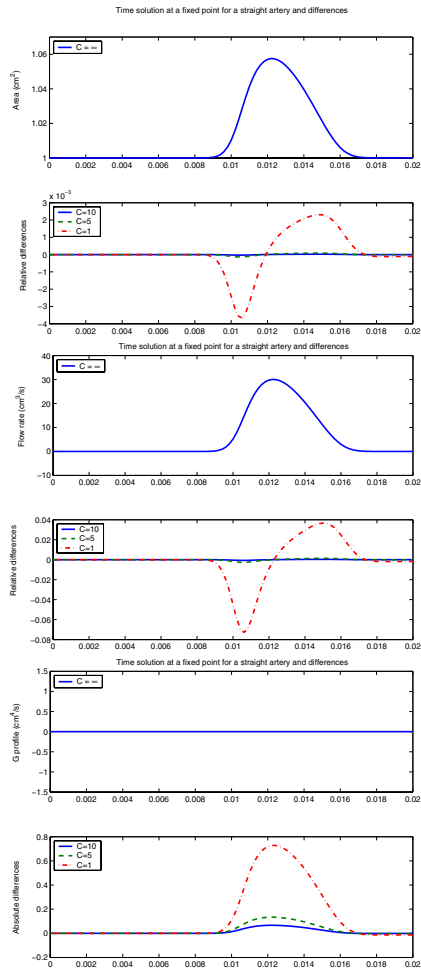 Time solution at a fixed point for a straight artery and differences
C = ∞
Area (cm²)
1.06
1.04
1.02
1
0 0.002 0.004 0.006 0.008 0.01 0.012 0.014 0.016 0.018 0.02
x 10⁻³
C=10
C=5
C=1
Relative differences
3
2
1
0
−1
−2
−3
−4
0 0.002 0.004 0.006 0.008 0.01 0.012 0.014 0.016 0.018 0.02
Time solution at a fixed point for a straight artery and differences
C = ∞
Flow rate (cm³/s)
40
30
20
10
0
−10
0 0.002 0.004 0.006 0.008 0.01 0.012 0.014 0.016 0.018 0.02
C=10
C=5
C=1
Relative differences
0.04
0.02
0
−0.02
−0.04
−0.06
−0.08
0 0.002 0.004 0.006 0.008 0.01 0.012 0.014 0.016 0.018 0.02
Time solution at a fixed point for a straight artery and differences
C = ∞
G profile (cm⁴/s)
1.5
1
0.5
0
−0.5
−1
−1.5
0 0.002 0.004 0.006 0.008 0.01 0.012 0.014 0.016 0.018 0.02
C=10
C=5
C=1
Absolute differences
0.8
0.6
0.4
0.2
0
−0.2
0 0.002 0.004 0.006 0.008 0.01 0.012 0.014 0.016 0.018 0.02